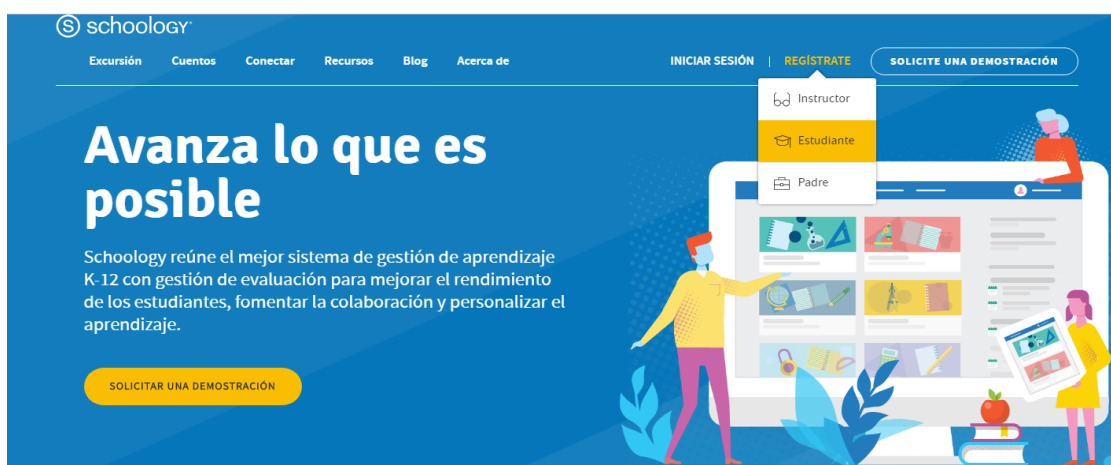 schoology
Excursión Cuentos Conectar Recursos Blog Acerca de INICIAR SESIÓN | REGÍSTRATE SOLICITE UNA DEMOSTRACIÓN
Instructor
Estudiante
Padre
Avanza lo que es
posible
Schoology reúne el mejor sistema de gestión de aprendizaje
K-12 con gestión de evaluación para mejorar el rendimiento
de los estudiantes, fomentar la colaboración y personalizar el
aprendizaje.
SOLICITAR UNA DEMOSTRACIÓN